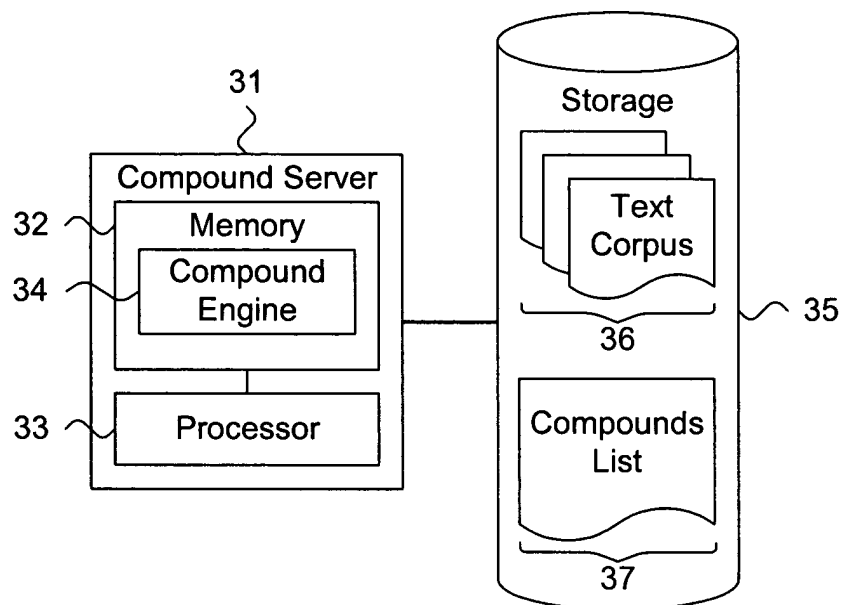 31
Compound Server
32
Memory
34
Compound
Engine
33
Processor
Storage
Text
Corpus
36
35
Compounds
List
37